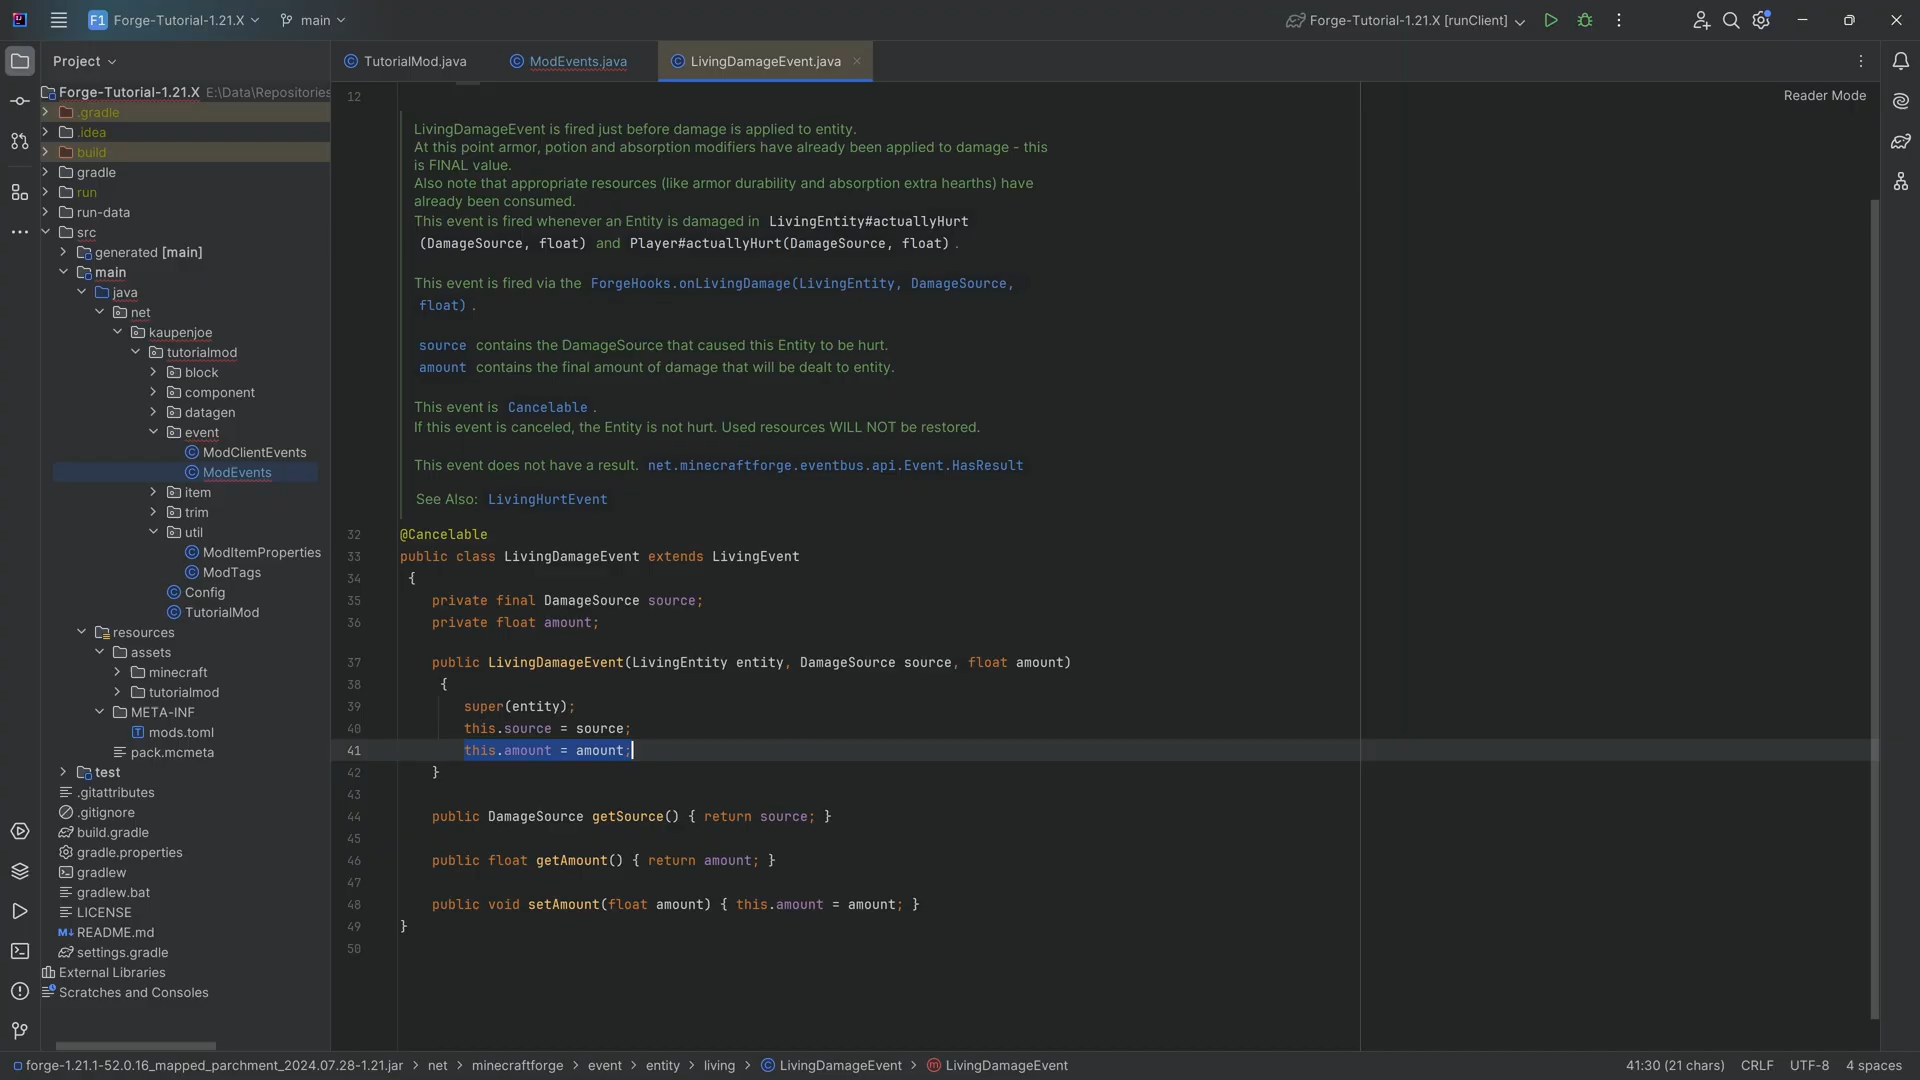 F1 Forge-Tutorial-1.21.X main Forge-Tutorial-1.21.X [runClient]
Project
TutorialMod.java ModEvents.java LivingDamageEvent.java
Reader Mode
Forge-Tutorial-1.21.X E:\Data\Repositories
.gradle
.idea
build
gradle
run
run-data
src
generated [main]
main
java
net
kaupenjoe
tutorialmod
block
component
datagen
event
ModClientEvents
ModEvents
item
trim
util
ModItemProperties
ModTags
Config
TutorialMod
resources
assets
minecraft
tutorialmod
META-INF
mods.toml
pack.mcmeta
test
.gitattributes
.gitignore
build.gradle
gradle.properties
gradlew
gradlew.bat
LICENSE
README.md
settings.gradle
External Libraries
Scratches and Consoles
12
LivingDamageEvent is fired just before damage is applied to entity.
At this point armor, potion and absorption modifiers have already been applied to damage - this
is FINAL value.
Also note that appropriate resources (like armor durability and absorption extra hearths) have
already been consumed.
This event is fired whenever an Entity is damaged in LivingEntity#actuallyHurt
(DamageSource, float) and Player#actuallyHurt(DamageSource, float) .
This event is fired via the ForgeHooks.onLivingDamage(LivingEntity, DamageSource,
float) .
source contains the DamageSource that caused this Entity to be hurt.
amount contains the final amount of damage that will be dealt to entity.
This event is Cancelable .
If this event is canceled, the Entity is not hurt. Used resources WILL NOT be restored.
This event does not have a result. net.minecraftforge.eventbus.api.Event.HasResult
See Also: LivingHurtEvent
32 @Cancelable
33 public class LivingDamageEvent extends LivingEvent
34 {
35 private final DamageSource source;
36 private float amount;
37 public LivingDamageEvent(LivingEntity entity, DamageSource source, float amount)
38 {
39 super(entity);
40 this.source = source;
41 this.amount = amount;
42 }
43
44 public DamageSource getSource() { return source; }
45
46 public float getAmount() { return amount; }
47
48 public void setAmount(float amount) { this.amount = amount; }
49 }
50
forge-1.21.1-52.0.16_mapped_parchment_2024.07.28-1.21.jar > net > minecraftforge > event > entity > living > LivingDamageEvent > LivingDamageEvent 41:30 (21 chars) CRLF UTF-8 4 spaces